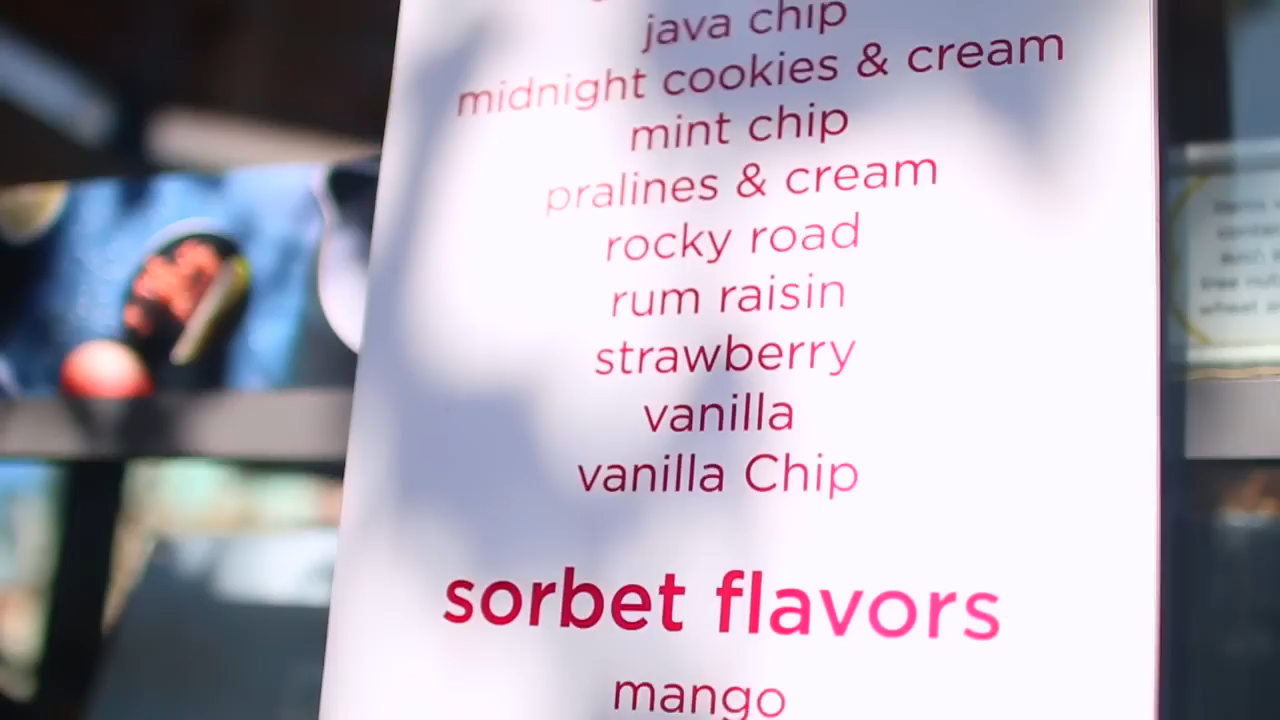 java chip
midnight cookies & cream
mint chip
pralines & cream
rocky road
rum raisin
strawberry
vanilla
vanilla Chip
sorbet flavors
mango